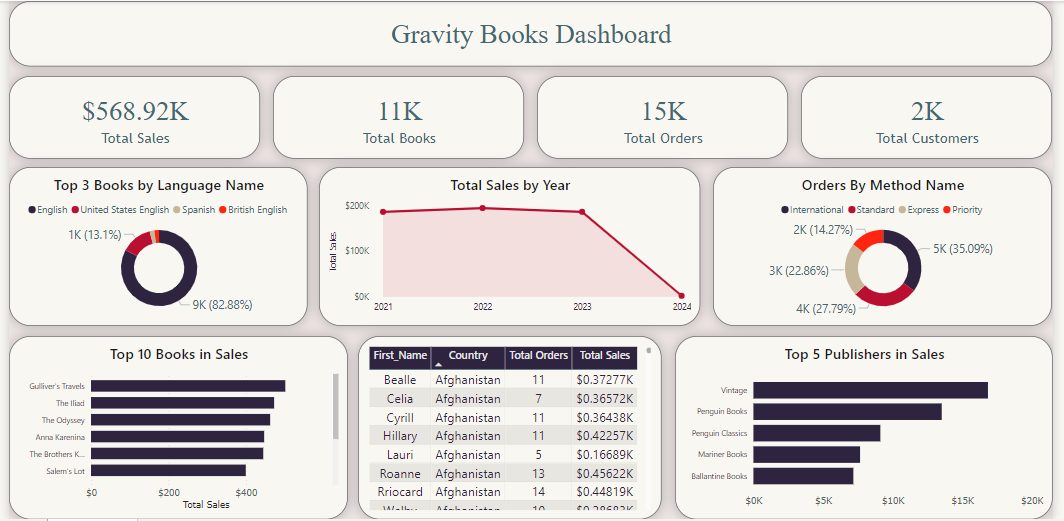 Gravity Books Dashboard
$568.92K
Total Sales
11K
Total Books
15K
Total Orders
2K
Total Customers
Top 3 Books by Language Name
English United States English Spanish British English
1K (13.1%)
9K (82.88%)
Total Sales by Year
Total Sales
$200K
$100K
$0K
2021 2022 2023 2024
Orders By Method Name
International Standard Express Priority
2K (14.27%)
5K (35.09%)
3K (22.86%)
4K (27.79%)
Top 10 Books in Sales
Gulliver's Travels
The Iliad
The Odyssey
Anna Karenina
The Brothers K...
Salem's Lot
$0 $200 $400
Total Sales
First_Name Country Total Orders Total Sales
Bealle Afghanistan 11 $0.37277K
Celia Afghanistan 7 $0.36572K
Cyrill Afghanistan 11 $0.36438K
Hillary Afghanistan 11 $0.42257K
Lauri Afghanistan 5 $0.16689K
Roanne Afghanistan 13 $0.45622K
Rriocard Afghanistan 14 $0.44819K
Afghanistan
Top 5 Publishers in Sales
Vintage
Penguin Books
Penguin Classics
Mariner Books
Ballantine Books
$0K $5K $10K $15K $20K